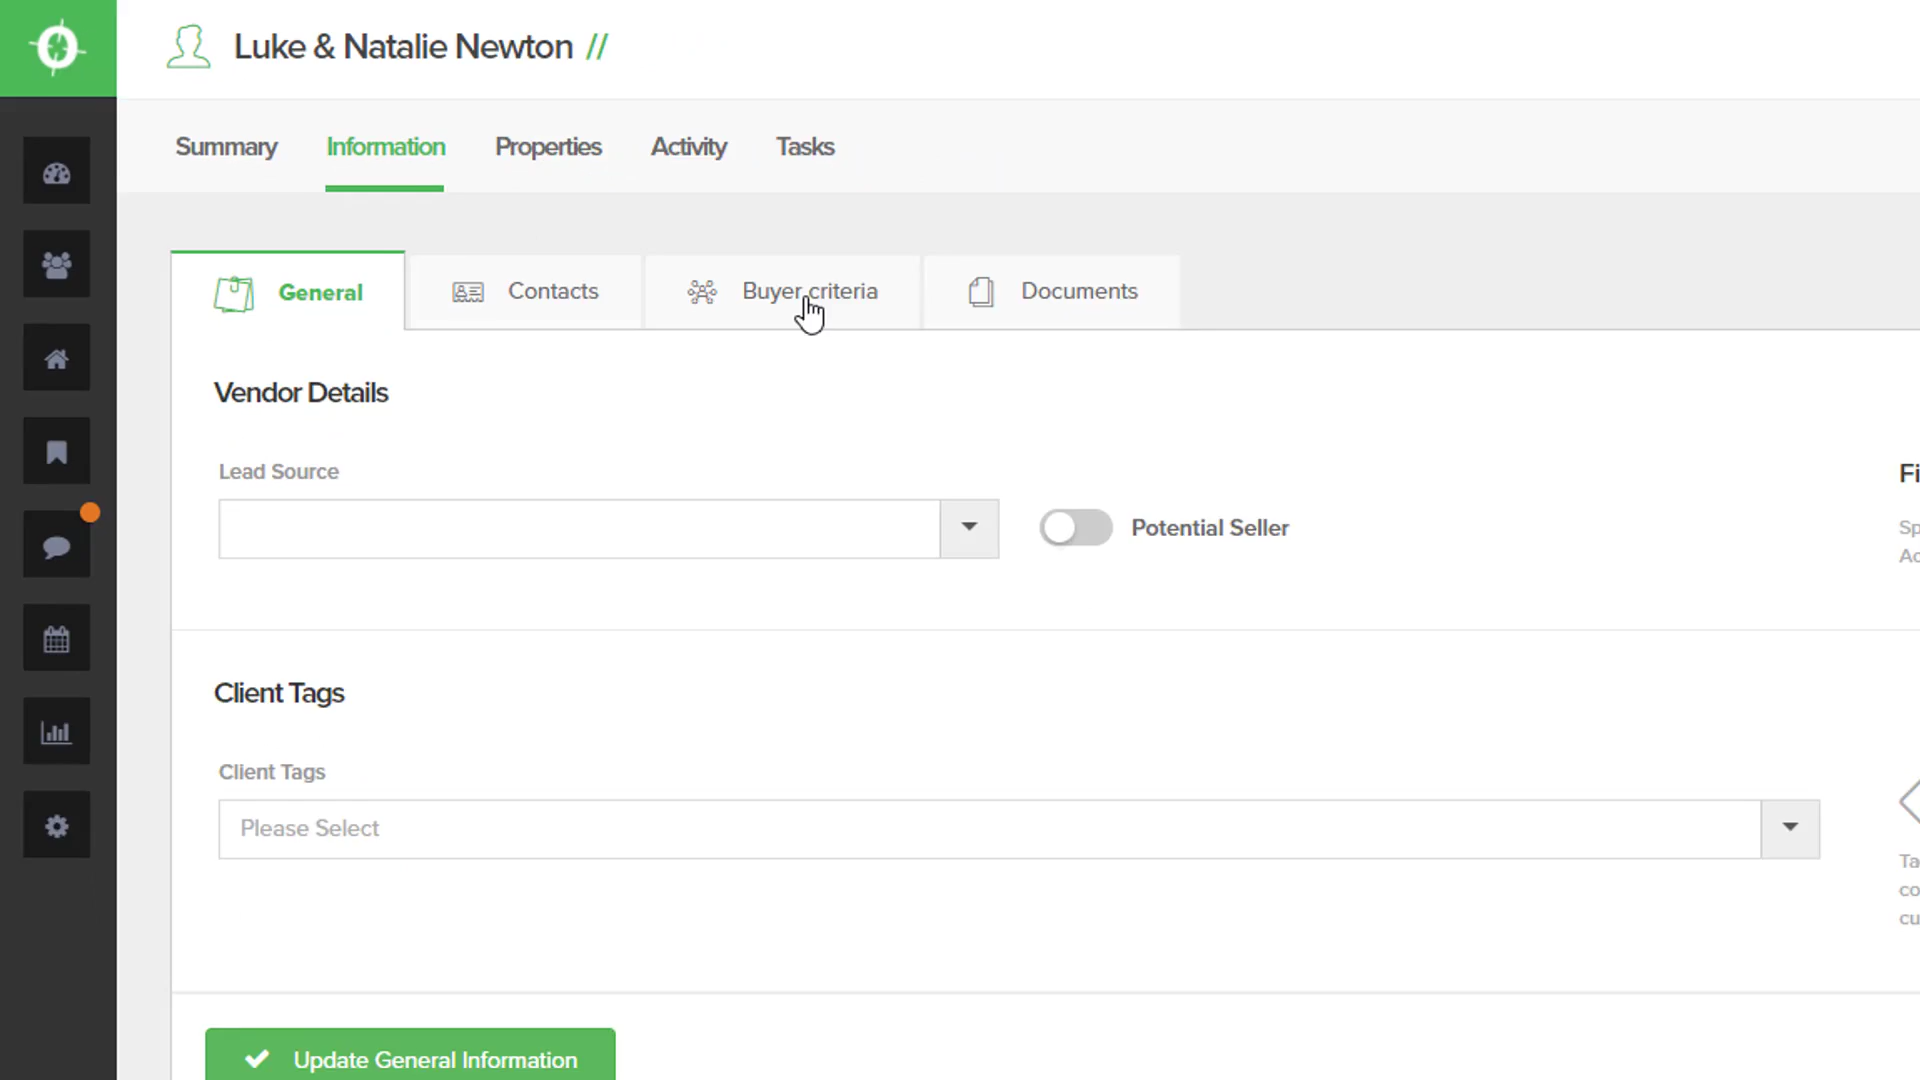 Luke & Natalie Newton //
Summary Information Properties Activity Tasks
General Contacts Buyer criteria Documents
Vendor Details
Lead Source
Potential Seller
Client Tags
Client Tags
Please Select
Update General Information